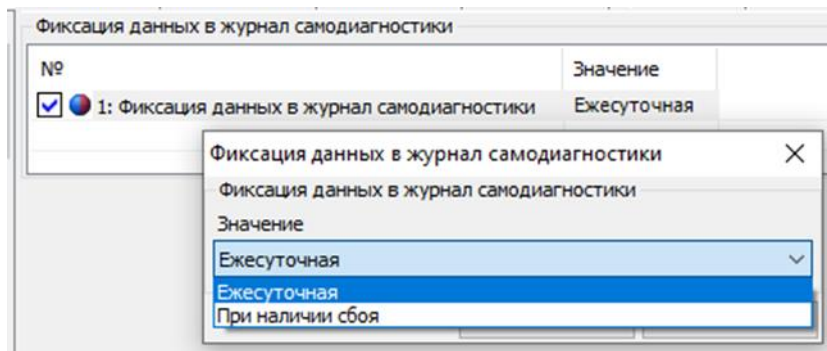 Фиксация данных в журнал самодиагностики
№ Значение
1: Фиксация данных в журнал самодиагностики Ежесуточная
Фиксация данных в журнал самодиагностики
Фиксация данных в журнал самодиагностики
Значение
Ежесуточная
Ежесуточная
При наличии сбоя